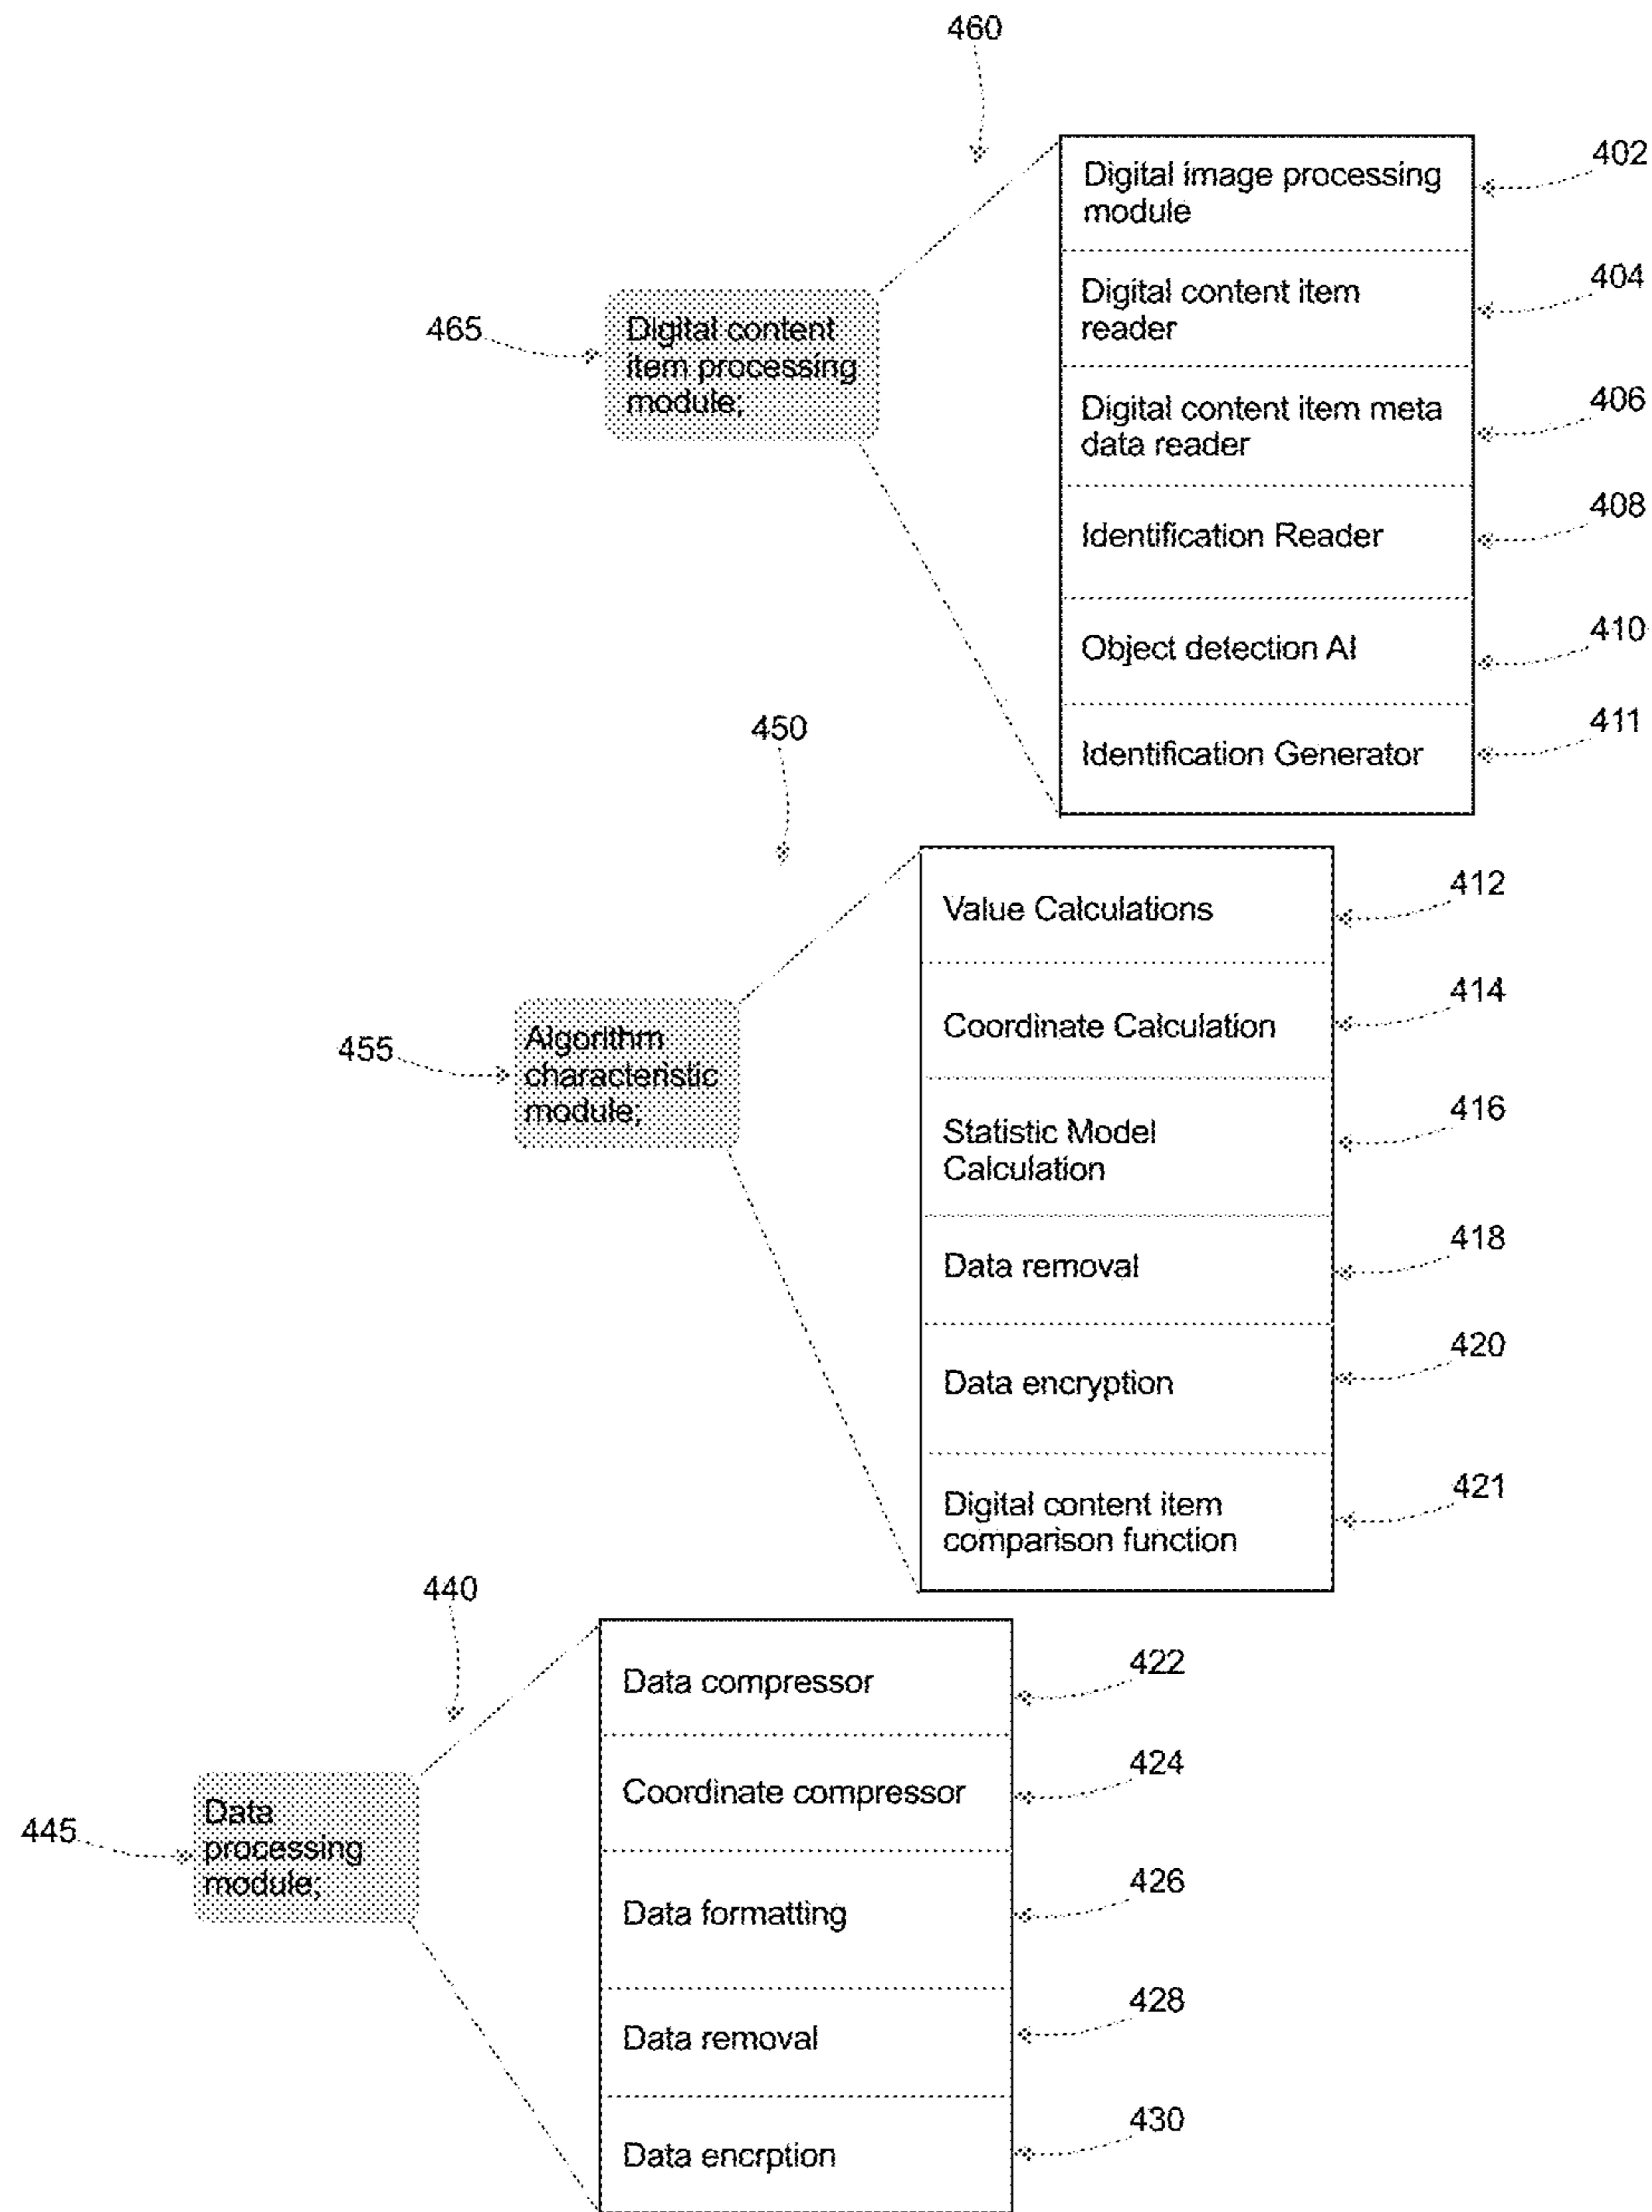 460
402
Digital image processing
module
404
Digital content item
reader
465
Digital content
item processing
module;
406
Digital content item meta
data reader
408
Identification Reader
410
Object detection AI
411
Identification Generator
450
412
Value Calculations
414
Coordinate Calculation
455
Algorithm
characteristic
module;
416
Statistic Model
Calculation
418
Data removal
420
Data encryption
421
Digital content item
comparison function
440
422
Data compressor
424
Coordinate compressor
445
Data
processing
module;
426
Data formatting
428
Data removal
430
Data encrption